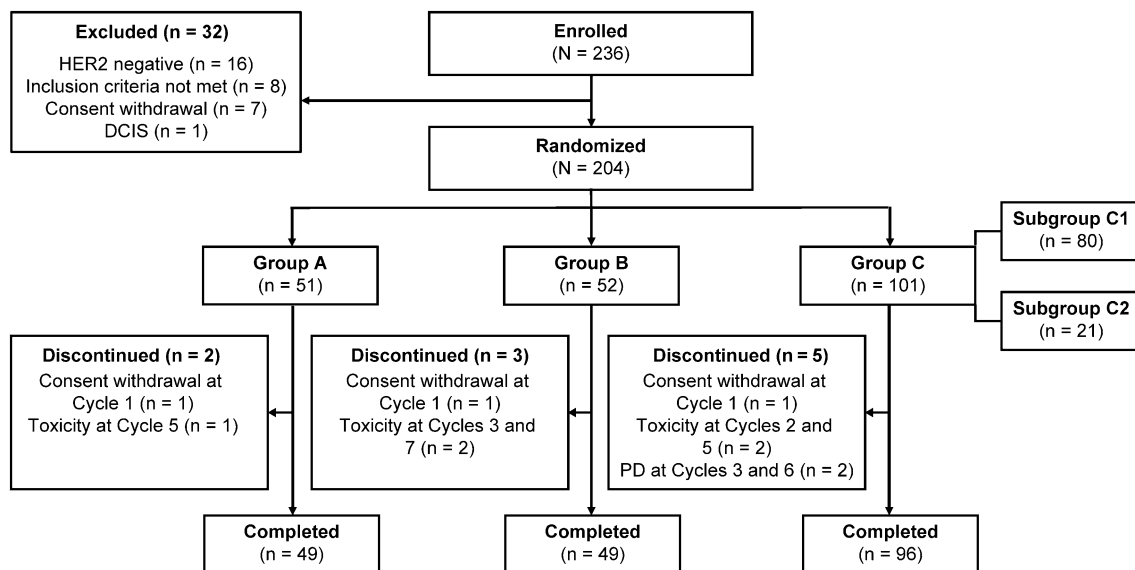 Excluded (n = 32)
HER2 negative (n = 16)
Inclusion criteria not met (n = 8)
Consent withdrawal (n = 7)
DCIS (n = 1)
Enrolled
(N = 236)
Randomized
(N = 204)
Group A
(n = 51)
Group B
(n = 52)
Group C
(n = 101)
Subgroup C1
(n = 80)
Subgroup C2
(n = 21)
Discontinued (n = 2)
Consent withdrawal at
Cycle 1 (n = 1)
Toxicity at Cycle 5 (n = 1)
Discontinued (n = 3)
Consent withdrawal at
Cycle 1 (n = 1)
Toxicity at Cycles 3 and
7 (n = 2)
Discontinued (n = 5)
Consent withdrawal at
Cycle 1 (n = 1)
Toxicity at Cycles 2 and
5 (n = 2)
PD at Cycles 3 and 6 (n = 2)
Completed
(n = 49)
Completed
(n = 49)
Completed
(n = 96)